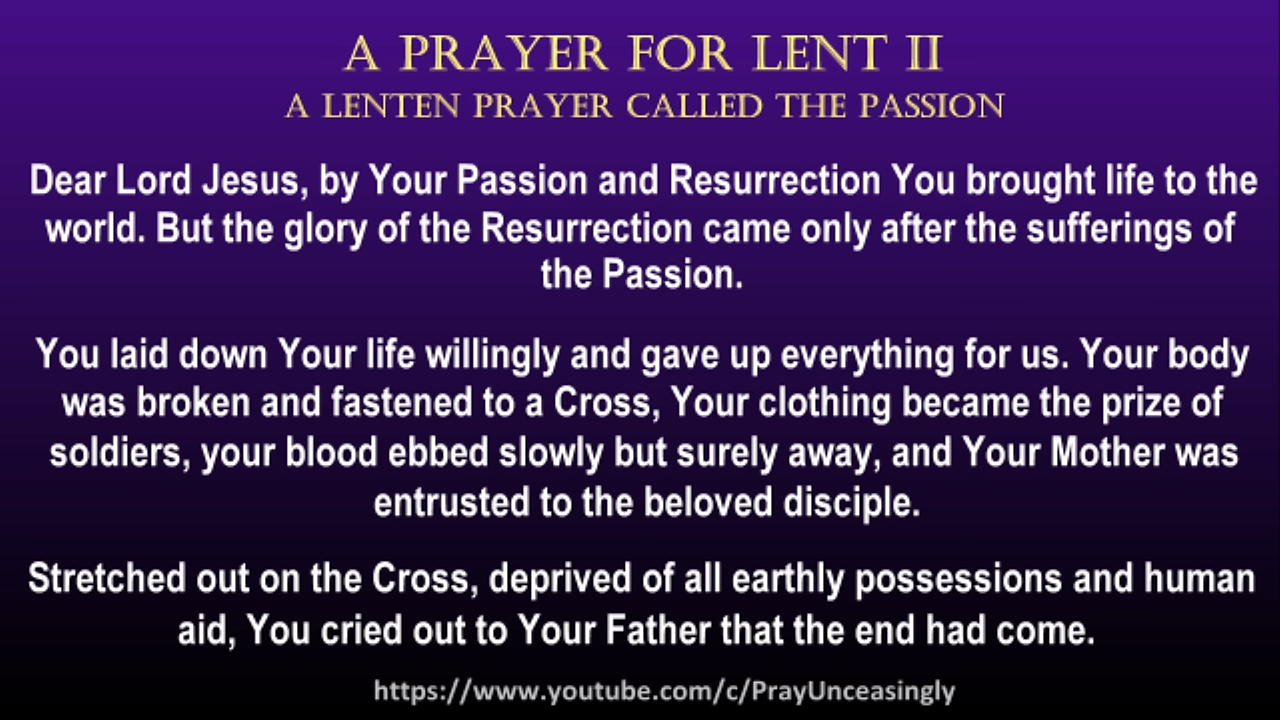 A PRAYER FOR LENT II
A LENTEN PRAYER CALLED THE PASSION
Dear Lord Jesus, by Your Passion and Resurrection You brought life to the
world. But the glory of the Resurrection came only after the sufferings of
the Passion.
You laid down Your life willingly and gave up everything for us. Your body
was broken and fastened to a Cross, Your clothing became the prize of
soldiers, your blood ebbed slowly but surely away, and Your Mother was
entrusted to the beloved disciple.
Stretched out on the Cross, deprived of all earthly possessions and human
aid, You cried out to Your Father that the end had come.
https://www.youtube.com/c/PrayUnceasingly